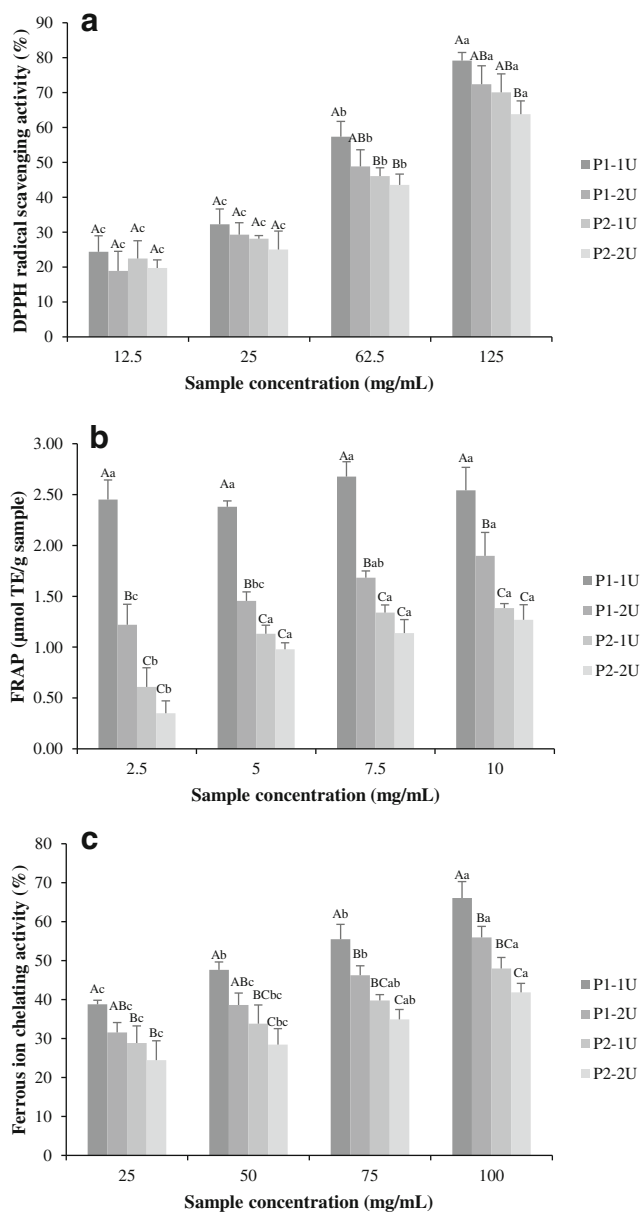 a
DPPH radical scavenging activity (%)
90
80
70
60
50
40
30
20
10
0
Ac Ac Ac Ac
Ac Ac Ac Ac
Ab ABb Bb Bb
Aa ABa ABa Ba
12.5 25 62.5 125
Sample concentration (mg/mL)
P1-1U
P1-2U
P2-1U
P2-2U
b
FRAP (µmol TE/g sample)
3.00
2.50
2.00
1.50
1.00
0.50
0.00
Aa Bc Cb Cb
Aa Bbc Ca Ca
Aa Bab Ca Ca
Aa Ba Ca Ca
2.5 5 7.5 10
Sample concentration (mg/mL)
P1-1U
P1-2U
P2-1U
P2-2U
c
Ferrous ion chelating activity (%)
80
70
60
50
40
30
20
10
0
Ac ABc Bc Bc
Ab ABc BCbc Cbc
Ab Bb BCab Cab
Aa Ba BCa Ca
25 50 75 100
Sample concentration (mg/mL)
P1-1U
P1-2U
P2-1U
P2-2U